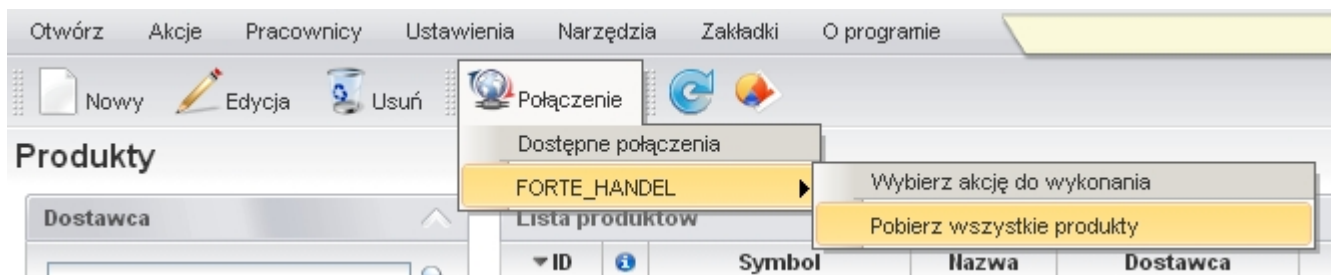 Otwórz Akcje Pracownicy Ustawienia Narzędzia Zakładki O programie
Nowy Edycja Usuń Połączenie
Dostępne połączenia
Produkty
FORTE_HANDEL Wybierz akcję do wykonania
Dostawca Lista produktów Pobierz wszystkie produkty
ID Symbol Nazwa Dostawca